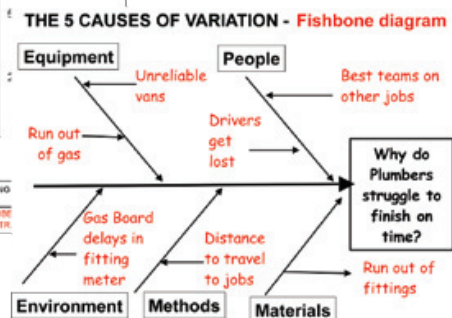 THE 5 CAUSES OF VARIATION - Fishbone diagram
Equipment
People
Unreliable
vans
Best teams on
other jobs
Run out
of gas
Drivers
get
lost
Why do
Plumbers
struggle to
finish on
time?
Gas Board
delays in
fitting
meter
Distance
to travel
to jobs
Run out of
fittings
Environment
Methods
Materials